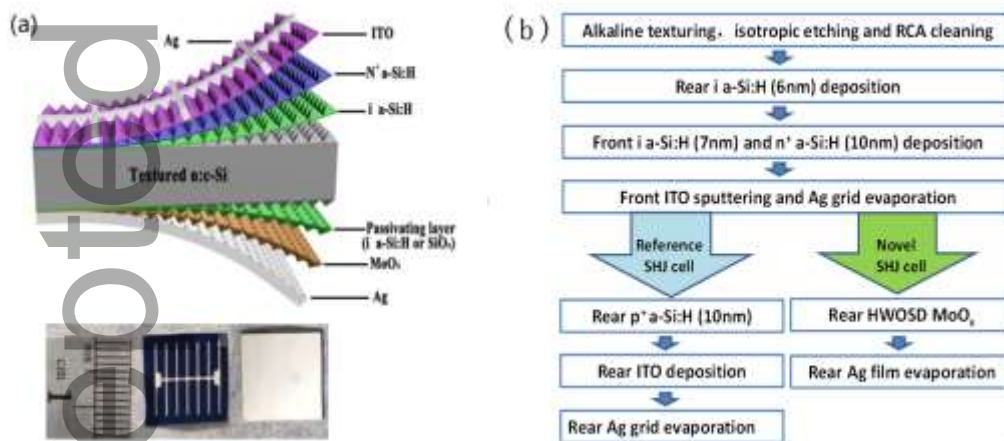 (a)
Ag
ITO
N⁺ a-Si:H
i a-Si:H
Textured n:c-Si
Passivating layer
(i a-Si:H or SiOₓ)
MoOₓ
Ag
pted
(b)
Alkaline texturing, isotropic etching and RCA cleaning
Rear i a-Si:H (6nm) deposition
Front i a-Si:H (7nm) and n⁺ a-Si:H (10nm) deposition
Front ITO sputtering and Ag grid evaporation
Reference
SHJ cell
Novel
SHJ cell
Rear p⁺ a-Si:H (10nm)
Rear HWOSD MoOₓ
Rear ITO deposition
Rear Ag film evaporation
Rear Ag grid evaporation